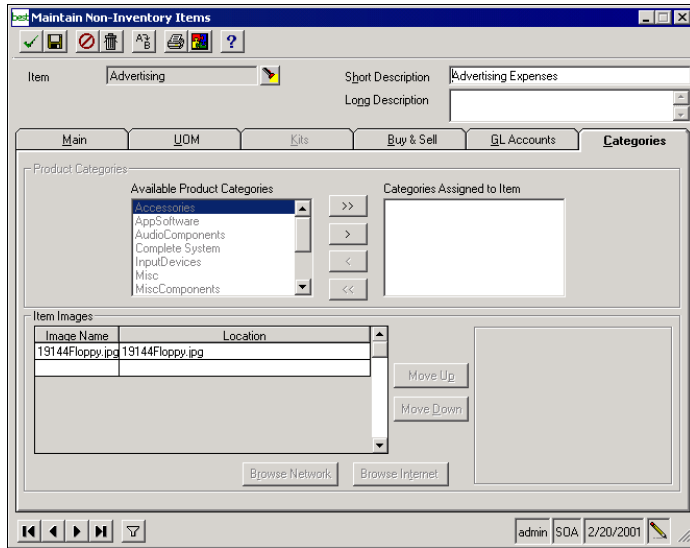 best Maintain Non-Inventory Items
Item Advertising Short Description Advertising Expenses
Long Description
Main UOM Kits Buy & Sell GL Accounts Categories
Product Categories
Available Product Categories Categories Assigned to Item
Accessories
AppSoftware
AudioComponents
Complete System
InputDevices
Misc
MiscComponents
>>
>
<
<<
Item Images
Image Name Location
19144Floppy.jpg 19144Floppy.jpg
Move Up
Move Down
Browse Network Browse Internet
admin SOA 2/20/2001